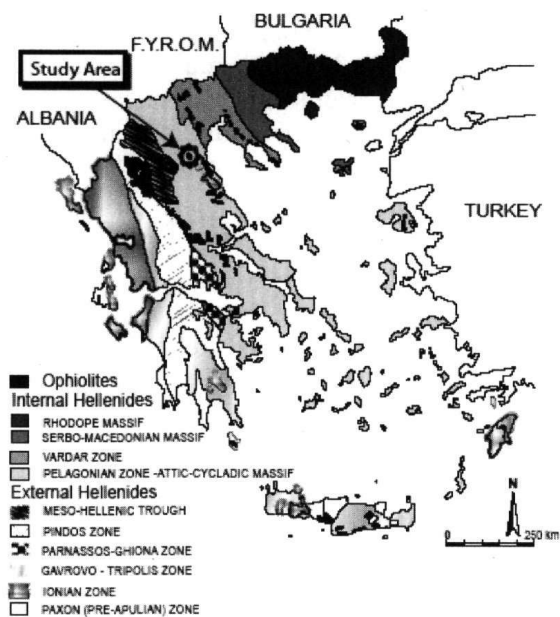 BULGARIA
F.Y.R.O.M.
Study Area
ALBANIA
TURKEY
Ophiolites
Internal Hellenides
RHODOPE MASSIF
SERBO-MACEDONIAN MASSIF
VARDAR ZONE
PELAGONIAN ZONE -ATTIC-CYCLADIC MASSIF
External Hellenides
MESO-HELLENIC TROUGH
PINDOS ZONE
PARNASSOS-GHIONA ZONE
GAVROVO - TRIPOLIS ZONE
IONIAN ZONE
PAXON (PRE-APULIAN) ZONE
N
0 250 km